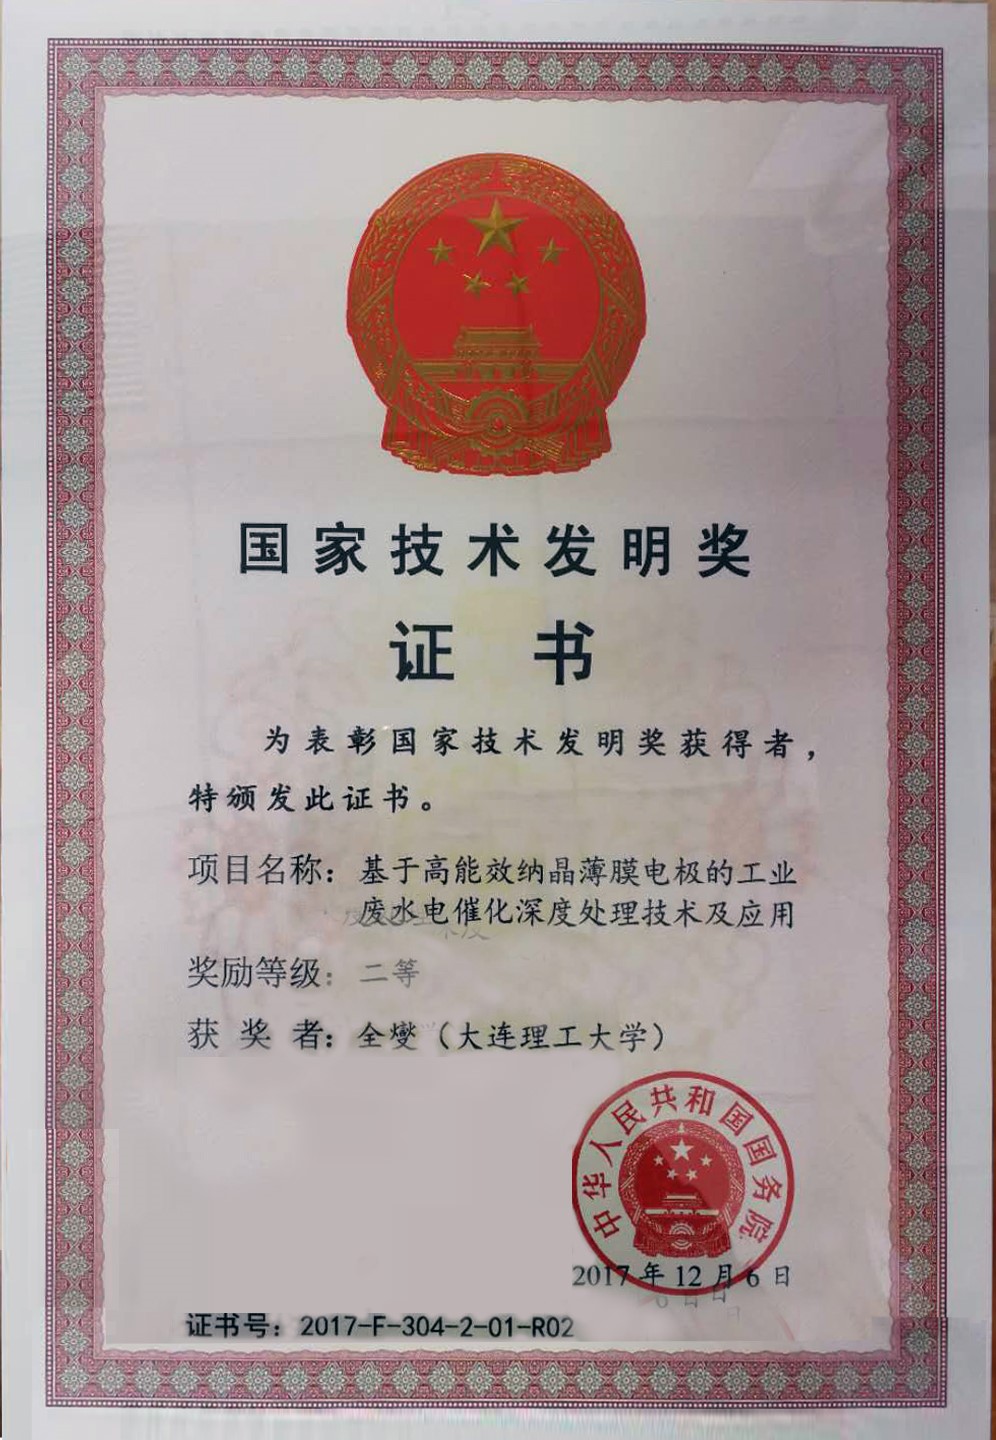 国家技术发明奖
证书
为表彰国家技术发明奖获得者，
特颁发此证书。
项目名称：基于高能效纳晶薄膜电极的工业
废水电催化深度处理技术及应用
奖励等级：二等
获奖者：全燮（大连理工大学）
中华人民共和国国务院
2017年12月6日
证书号：2017-F-304-2-01-R02